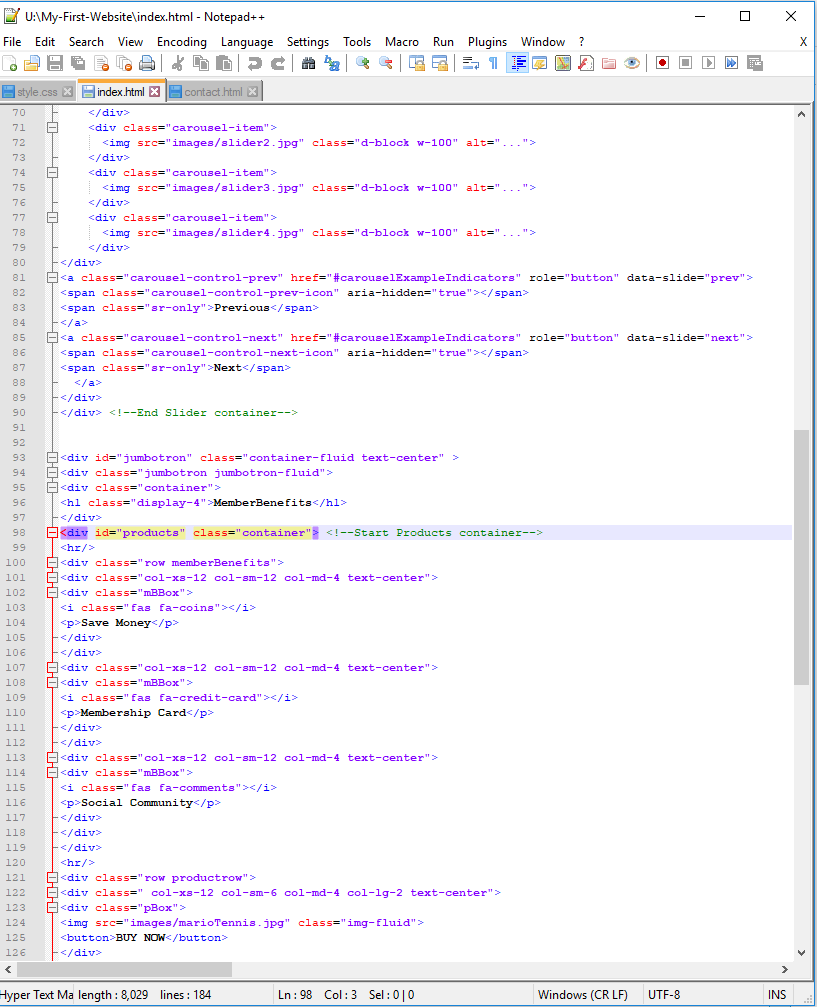 U:\My-First-Website\index.html - Notepad++
File Edit Search View Encoding Language Settings Tools Macro Run Plugins Window ? X
style.css index.html contact.html
70 </div>
71 <div class="carousel-item">
72 <img src="images/slider2.jpg" class="d-block w-100" alt="...">
73 </div>
74 <div class="carousel-item">
75 <img src="images/slider3.jpg" class="d-block w-100" alt="...">
76 </div>
77 <div class="carousel-item">
78 <img src="images/slider4.jpg" class="d-block w-100" alt="...">
79 </div>
80 </div>
81 <a class="carousel-control-prev" href="#carouselExampleIndicators" role="button" data-slide="prev">
82 <span class="carousel-control-prev-icon" aria-hidden="true"></span>
83 <span class="sr-only">Previous</span>
84 </a>
85 <a class="carousel-control-next" href="#carouselExampleIndicators" role="button" data-slide="next">
86 <span class="carousel-control-next-icon" aria-hidden="true"></span>
87 <span class="sr-only">Next</span>
88 </a>
89 </div>
90 </div> <!--End Slider container-->
91
92
93 <div id="jumbotron" class="container-fluid text-center" >
94 <div class="jumbotron jumbotron-fluid">
95 <div class="container">
96 <h1 class="display-4">MemberBenefits</h1>
97 </div>
98 <div id="products" class="container"> <!--Start Products container-->
99 <hr/>
100 <div class="row memberBenefits">
101 <div class="col-xs-12 col-sm-12 col-md-4 text-center">
102 <div class="mBBox">
103 <i class="fas fa-coins"></i>
104 <p>Save Money</p>
105 </div>
106 </div>
107 <div class="col-xs-12 col-sm-12 col-md-4 text-center">
108 <div class="mBBox">
109 <i class="fas fa-credit-card"></i>
110 <p>Membership Card</p>
111 </div>
112 </div>
113 <div class="col-xs-12 col-sm-12 col-md-4 text-center">
114 <div class="mBBox">
115 <i class="fas fa-comments"></i>
116 <p>Social Community</p>
117 </div>
118 </div>
119 </div>
120 <hr/>
121 <div class="row productrow">
122 <div class=" col-xs-12 col-sm-6 col-md-4 col-lg-2 text-center">
123 <div class="pBox">
124 <img src="images/marioTennis.jpg" class="img-fluid">
125 <button>BUY NOW</button>
126 </div>
Hyper Text Ma length : 8,029 lines : 184 Ln : 98 Col : 3 Sel : 0 | 0 Windows (CR LF) UTF-8 INS